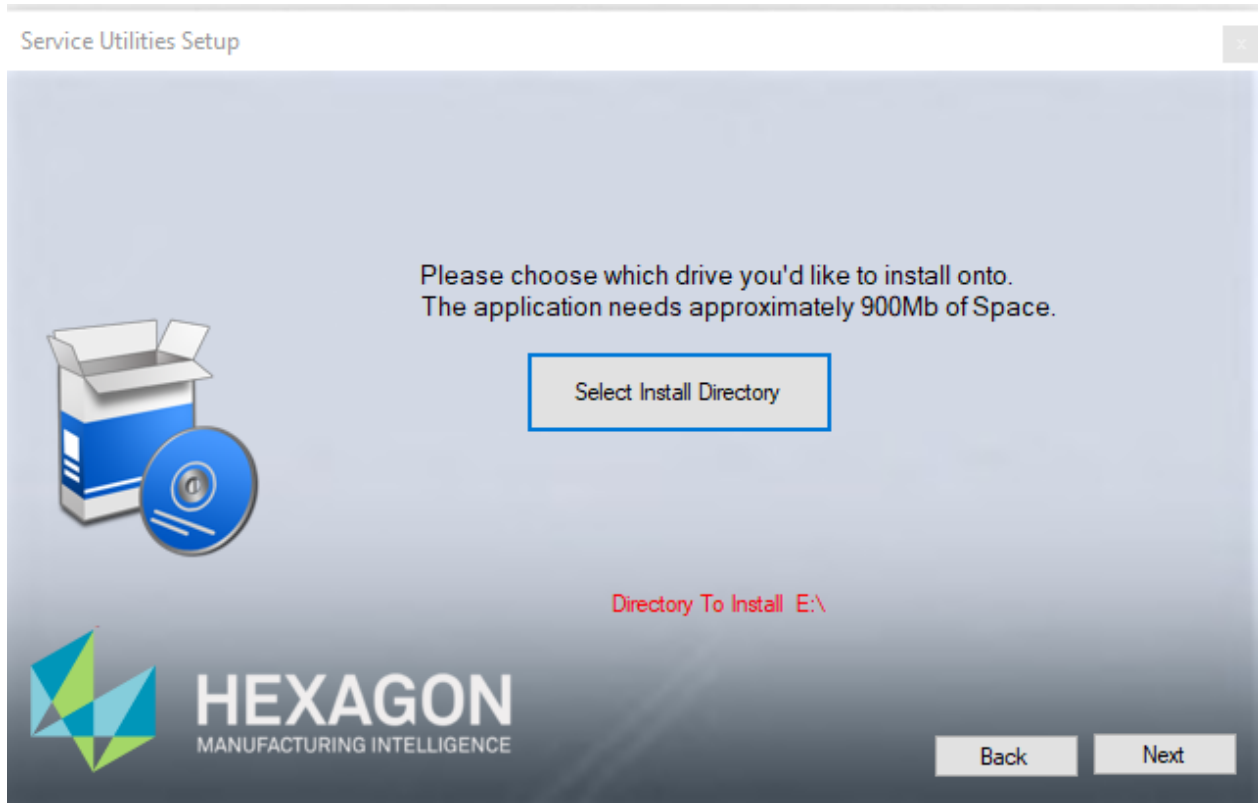 Service Utilities Setup
x
Please choose which drive you'd like to install onto.
The application needs approximately 900Mb of Space.
Select Install Directory
@
Directory To Install E:\
HEXAGON
MANUFACTURING INTELLIGENCE
Back
Next